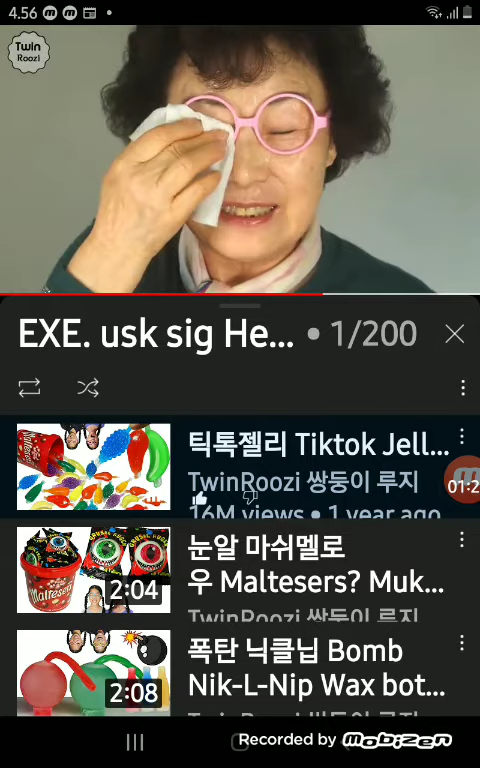 4.56
Twin
Roozi
EXE. usk sig He... • 1/200
틱톡젤리 Tiktok Jell...
TwinRoozi 쌍둥이 루지
16M views • 1 year ago
01:2
Maltesers
눈알 마쉬멜로
우 Maltesers? Muk...
TwinRoozi 쌍둥이 루지
2:04
폭탄 닉클닙 Bomb
Nik-L-Nip Wax bot...
2:08
Recorded by mobizen